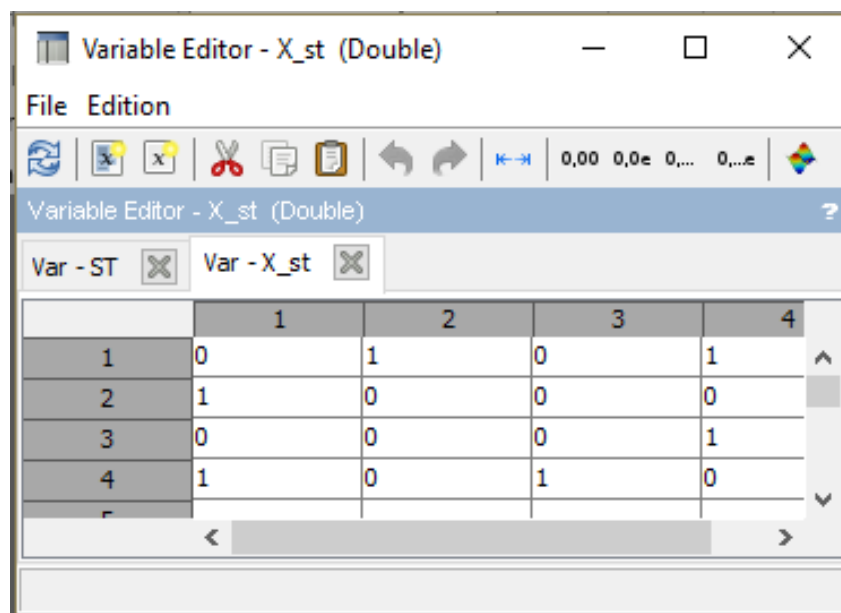 Variable Editor - X_st (Double)
File Edition
0,00 0,0e 0,... 0,...e
Variable Editor - X_st (Double) ?
Var - ST Var - X_st
1 2 3 4
1 0 1 0 1
2 1 0 0 0
3 0 0 0 1
4 1 0 1 0